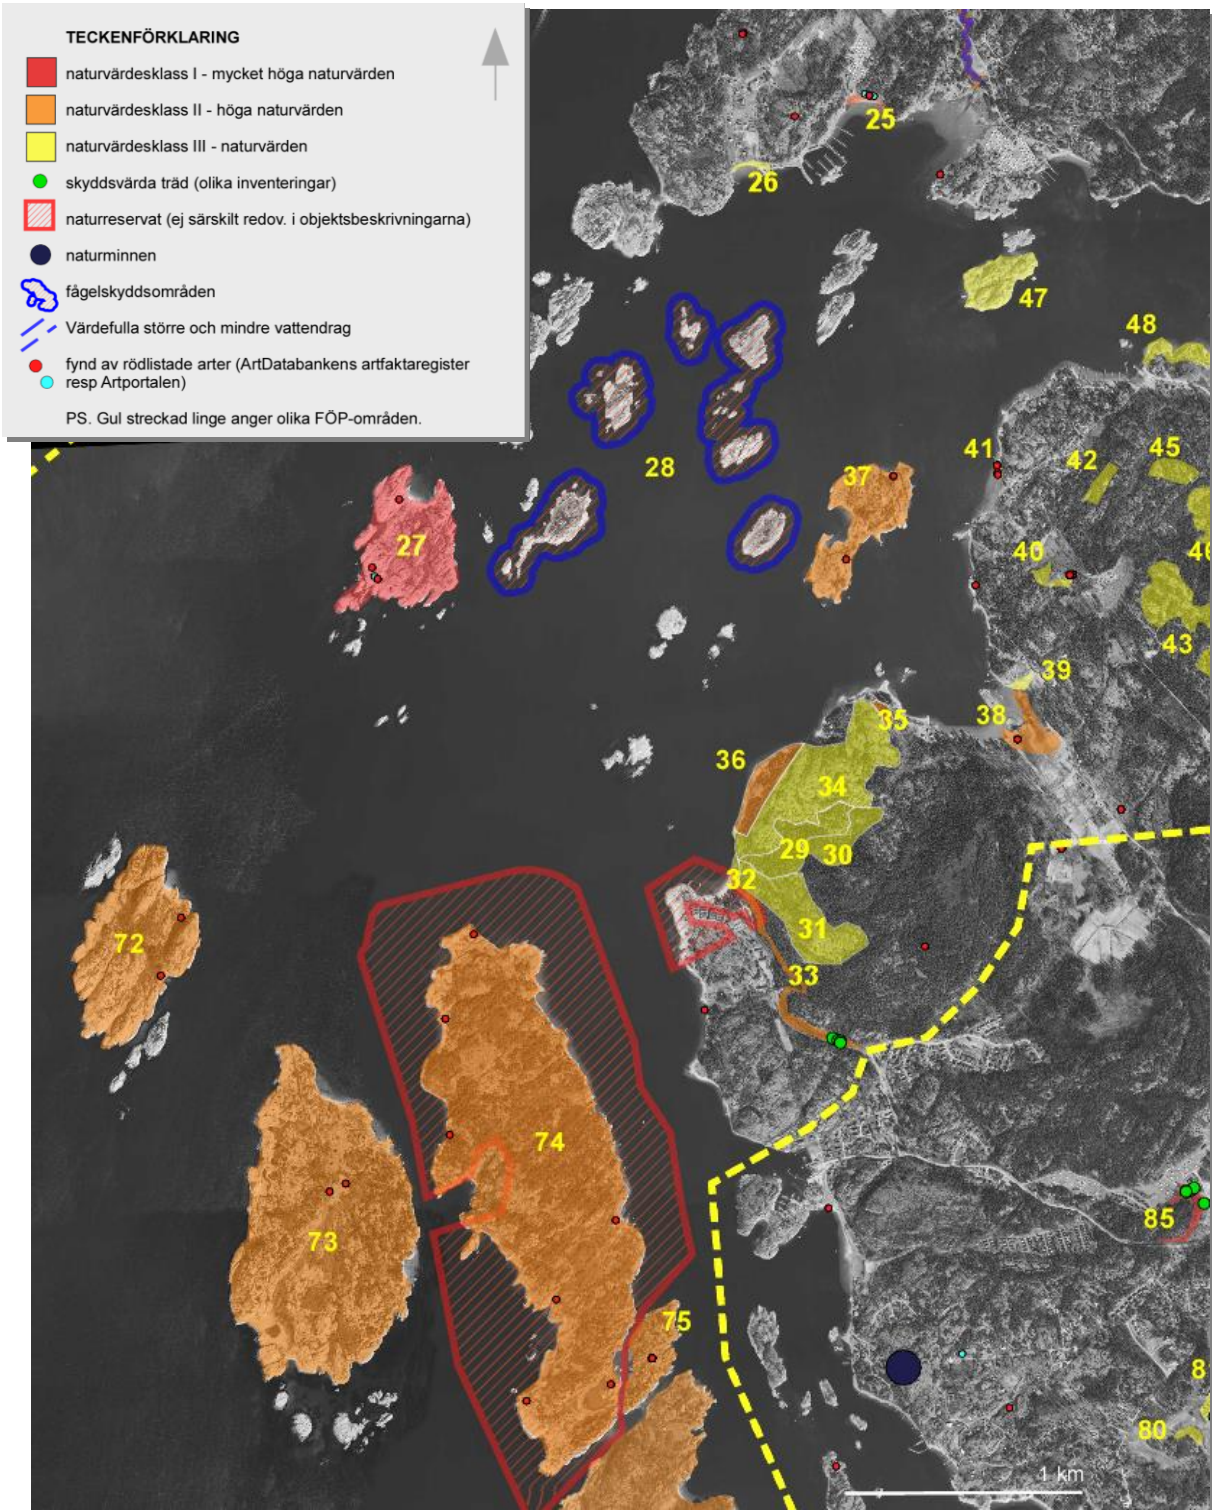 TECKENFÖRKLARING
naturvärdesklass I - mycket höga naturvärden
naturvärdesklass II - höga naturvärden
naturvärdesklass III - naturvärden
skyddsvärda träd (olika inventeringar)
naturreservat (ej särskilt redov. i objektsbeskrivningarna)
naturminnen
fågelskyddsområden
Värdefulla större och mindre vattendrag
fynd av rödlistade arter (ArtDatabankens artfaktaregister
resp Artportalen)
PS. Gul streckad linge anger olika FÖP-områden.
25
26
47
48
28
37
41
42
45
27
40
46
43
39
38
35
36
34
29
30
32
31
33
72
74
73
85
75
8
80
1 km